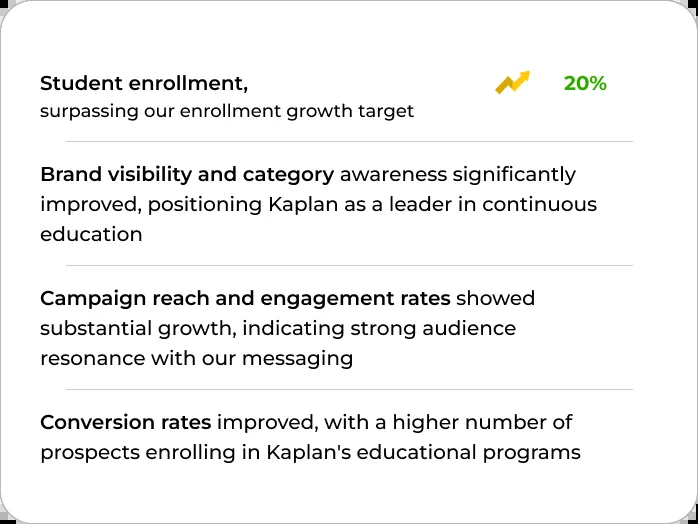 Student enrollment,
20%
surpassing our enrollment growth target
Brand visibility and category awareness significantly
improved, positioning Kaplan as a leader in continuous
education
Campaign reach and engagement rates showed
substantial growth, indicating strong audience
resonance with our messaging
Conversion rates improved, with a higher number of
prospects enrolling in Kaplan's educational programs